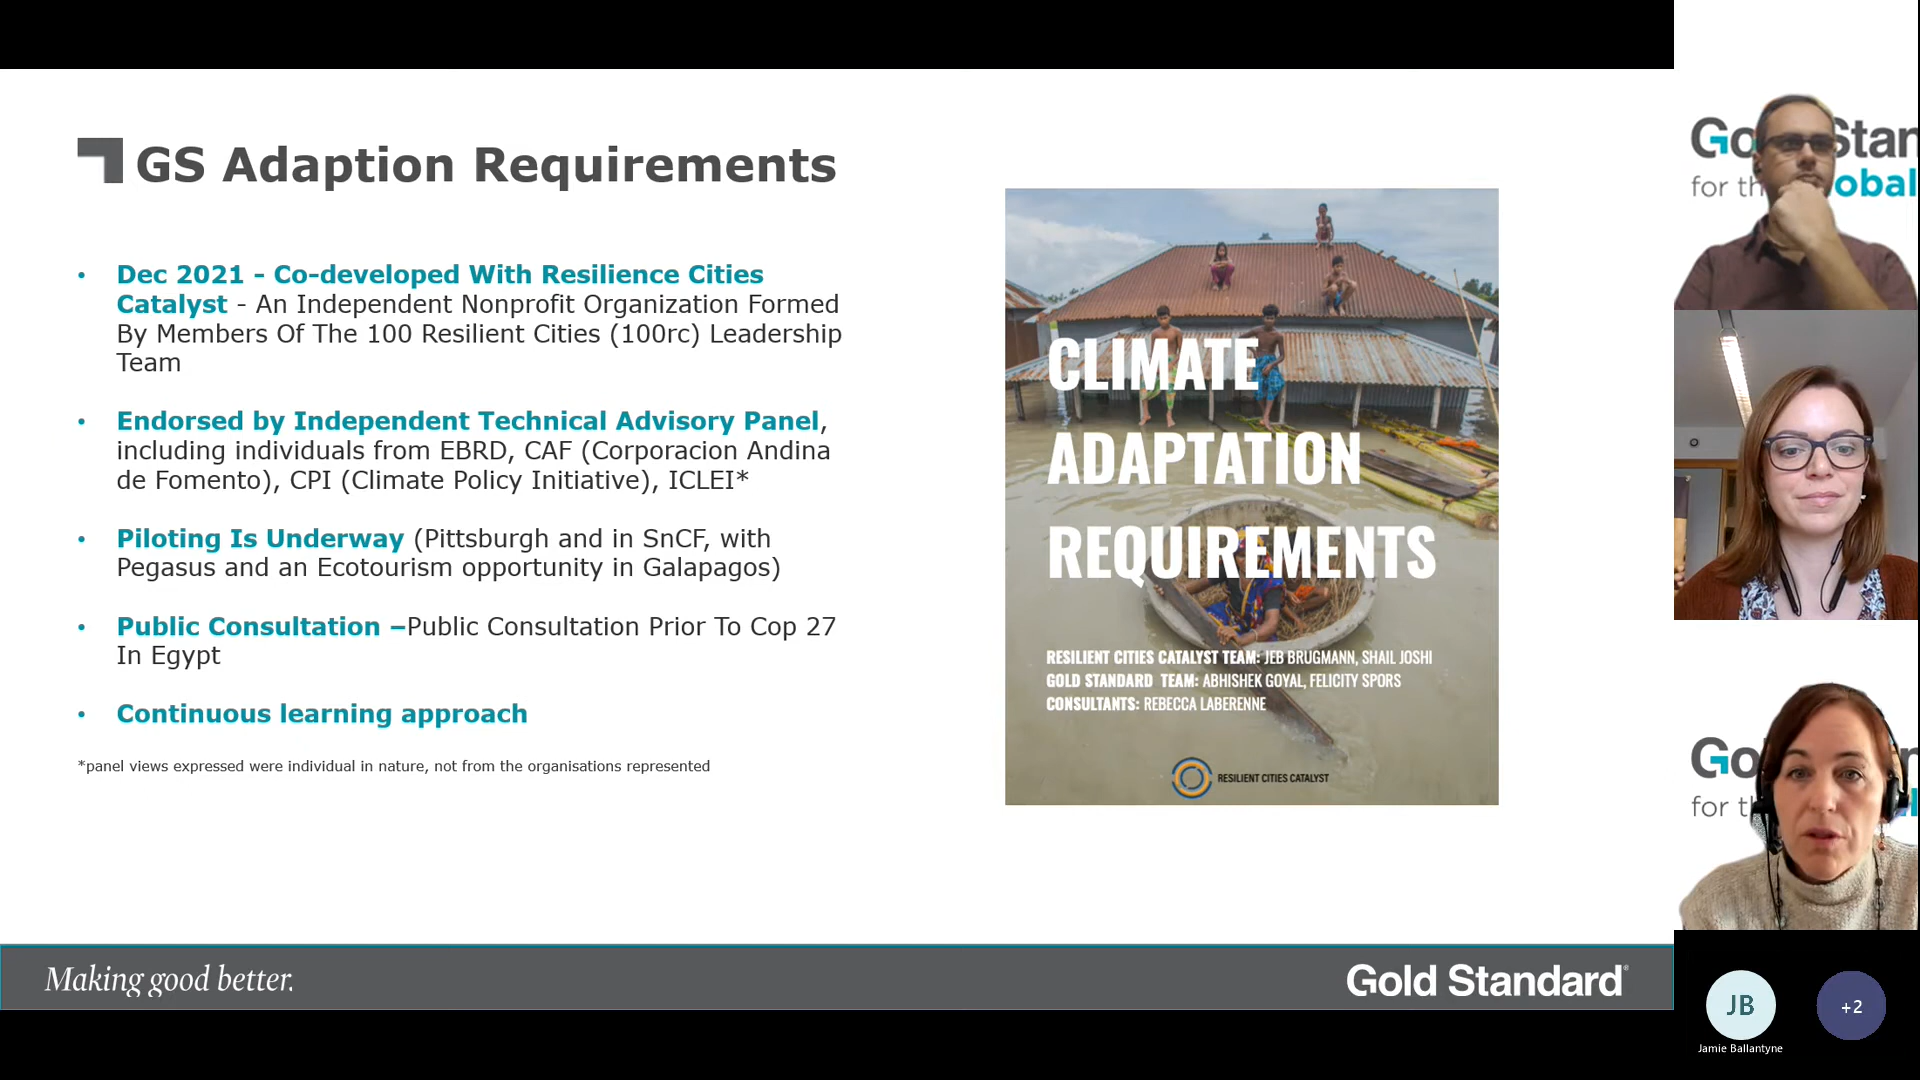 GS Adaption Requirements
• Dec 2021 - Co-developed With Resilience Cities
Catalyst - An Independent Nonprofit Organization Formed
By Members Of The 100 Resilient Cities (100rc) Leadership
Team
• Endorsed by Independent Technical Advisory Panel,
including individuals from EBRD, CAF (Corporacion Andina
de Fomento), CPI (Climate Policy Initiative), ICLEI*
• Piloting Is Underway (Pittsburgh and in SnCF, with
Pegasus and an Ecotourism opportunity in Galapagos)
• Public Consultation –Public Consultation Prior To Cop 27
In Egypt
• Continuous learning approach
*panel views expressed were individual in nature, not from the organisations represented
CLIMATE
ADAPTATION
REQUIREMENTS
RESILIENT CITIES CATALYST TEAM: JEB BRUGMANN, SHAIL JOSHI
GOLD STANDARD TEAM: ABHISHEK GOYAL, FELICITY SPORS
CONSULTANTS: REBECCA LABERENNE
RESILIENT CITIES CATALYST
Making good better.
Gold Standard®
JB
+2
Jamie Ballantyne